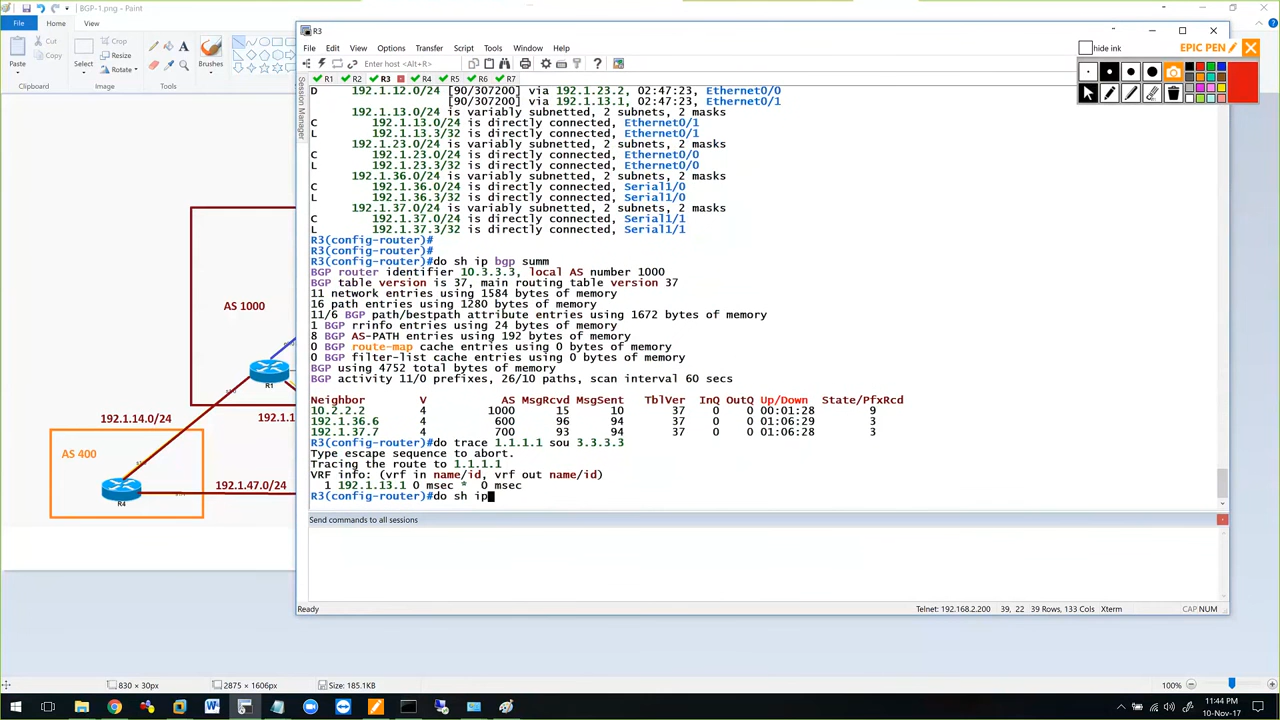 BGP-1.png - Paint
File Home View
Paste
Cut
Copy
Clipboard
Select
Crop
Resize
Rotate
Image
Brushes
Tools
AS 1000
R1
192.1.14.0/24
192.1.1
AS 400
192.1.47.0/24
R4
R3
File Edit View Options Transfer Script Tools Window Help
Enter host <Alt+R>
Session Manager
R1 R2 R3 R4 R5 R6 R7
D 192.1.12.0/24 [90/307200] via 192.1.23.2, 02:47:23, Ethernet0/0
[90/307200] via 192.1.13.1, 02:47:23, Ethernet0/1
192.1.13.0/24 is variably subnetted, 2 subnets, 2 masks
C 192.1.13.0/24 is directly connected, Ethernet0/1
L 192.1.13.3/32 is directly connected, Ethernet0/1
192.1.23.0/24 is variably subnetted, 2 subnets, 2 masks
C 192.1.23.0/24 is directly connected, Ethernet0/0
L 192.1.23.3/32 is directly connected, Ethernet0/0
192.1.36.0/24 is variably subnetted, 2 subnets, 2 masks
C 192.1.36.0/24 is directly connected, Serial1/0
L 192.1.36.3/32 is directly connected, Serial1/0
192.1.37.0/24 is variably subnetted, 2 subnets, 2 masks
C 192.1.37.0/24 is directly connected, Serial1/1
L 192.1.37.3/32 is directly connected, Serial1/1
R3(config-router)#
R3(config-router)#
R3(config-router)#do sh ip bgp summ
BGP router identifier 10.3.3.3, local AS number 1000
BGP table version is 37, main routing table version 37
11 network entries using 1584 bytes of memory
16 path entries using 1280 bytes of memory
11/6 BGP path/bestpath attribute entries using 1672 bytes of memory
1 BGP rrinfo entries using 24 bytes of memory
8 BGP AS-PATH entries using 192 bytes of memory
0 BGP route-map cache entries using 0 bytes of memory
0 BGP filter-list cache entries using 0 bytes of memory
BGP using 4752 total bytes of memory
BGP activity 11/0 prefixes, 26/10 paths, scan interval 60 secs
Neighbor V AS MsgRcvd MsgSent TblVer InQ OutQ Up/Down State/PfxRcd
10.2.2.2 4 1000 15 10 37 0 0 00:01:28 9
192.1.36.6 4 600 96 94 37 0 0 01:06:29 3
192.1.37.7 4 700 93 94 37 0 0 01:06:28 3
R3(config-router)#do trace 1.1.1.1 sou 3.3.3.3
Type escape sequence to abort.
Tracing the route to 1.1.1.1
VRF info: (vrf in name/id, vrf out name/id)
1 192.1.13.1 0 msec * 0 msec
R3(config-router)#do sh ip
Send commands to all sessions
Ready Telnet: 192.168.2.200 39, 22 39 Rows, 133 Cols Xterm CAP NUM
hide ink EPIC PEN
830 × 30px 2875 × 1606px Size: 185.1KB 100%
11:44 PM
10-Nov-17